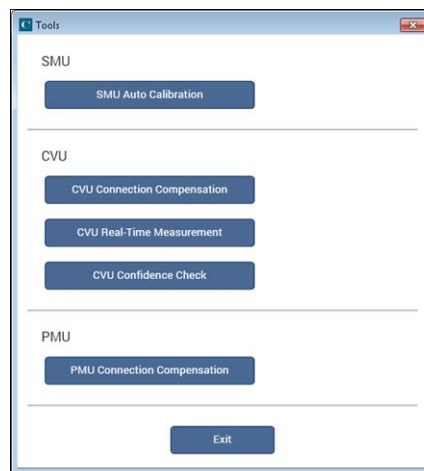 Tools
SMU
SMU Auto Calibration
CVU
CVU Connection Compensation
CVU Real-Time Measurement
CVU Confidence Check
PMU
PMU Connection Compensation
Exit